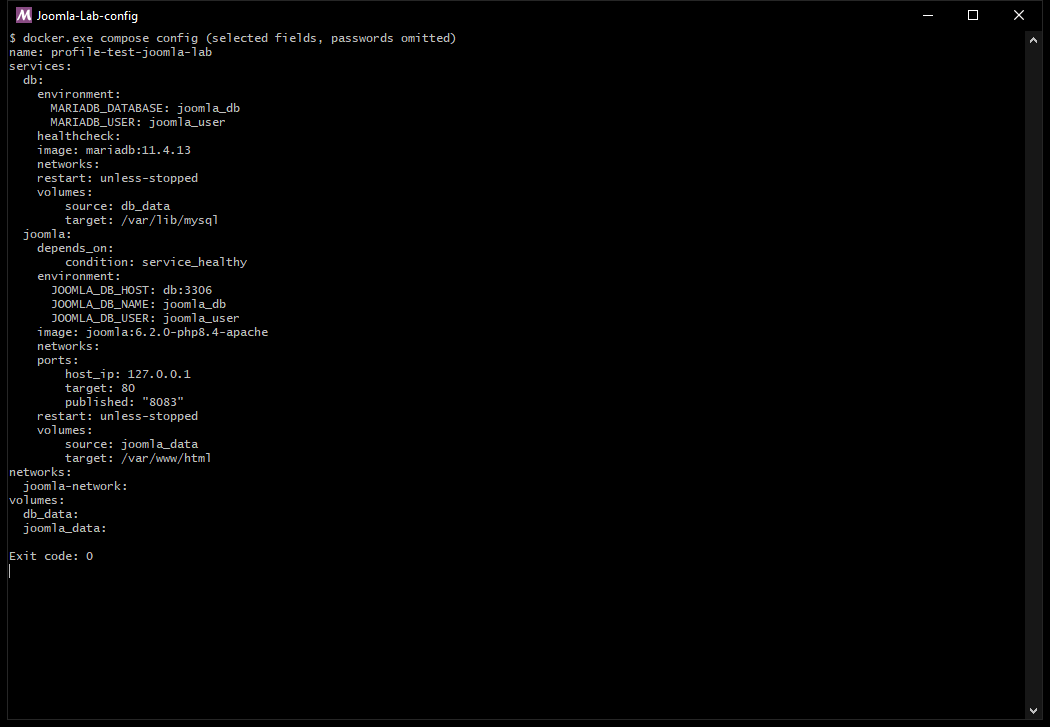 Joomla-Lab-config
$ docker.exe compose config (selected fields, passwords omitted)
name: profile-test-joomla-lab
services:
  db:
    environment:
      MARIADB_DATABASE: joomla_db
      MARIADB_USER: joomla_user
    healthcheck:
    image: mariadb:11.4.13
    networks:
    restart: unless-stopped
    volumes:
        source: db_data
        target: /var/lib/mysql
  joomla:
    depends_on:
        condition: service_healthy
    environment:
      JOOMLA_DB_HOST: db:3306
      JOOMLA_DB_NAME: joomla_db
      JOOMLA_DB_USER: joomla_user
    image: joomla:6.2.0-php8.4-apache
    networks:
    ports:
        host_ip: 127.0.0.1
        target: 80
        published: "8083"
    restart: unless-stopped
    volumes:
        source: joomla_data
        target: /var/www/html
networks:
  joomla-network:
volumes:
  db_data:
  joomla_data:

Exit code: 0